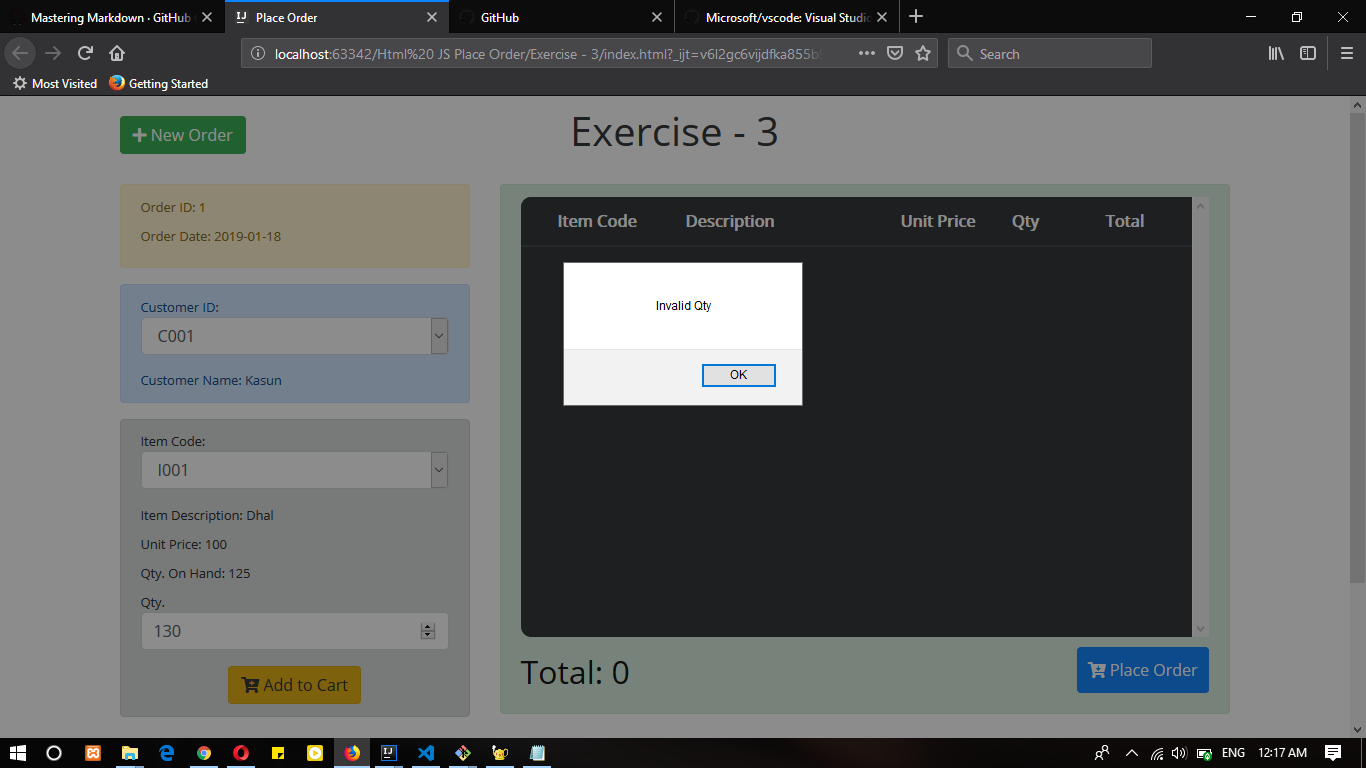 Mastering Markdown · GitHub
Place Order
GitHub
Microsoft/vscode: Visual Studio
localhost:63342/Html%20 JS Place Order/Exercise - 3/index.html?_ijt=v6l2gc6vijdfka855b
Search
Most Visited
Getting Started
New Order
Exercise - 3
Order ID: 1
Order Date: 2019-01-18
Customer ID:
C001
Customer Name: Kasun
Item Code:
I001
Item Description: Dhal
Unit Price: 100
Qty. On Hand: 125
Qty.
130
Add to Cart
Item Code Description Unit Price Qty Total
Invalid Qty
OK
Total: 0
Place Order
ENG
12:17 AM